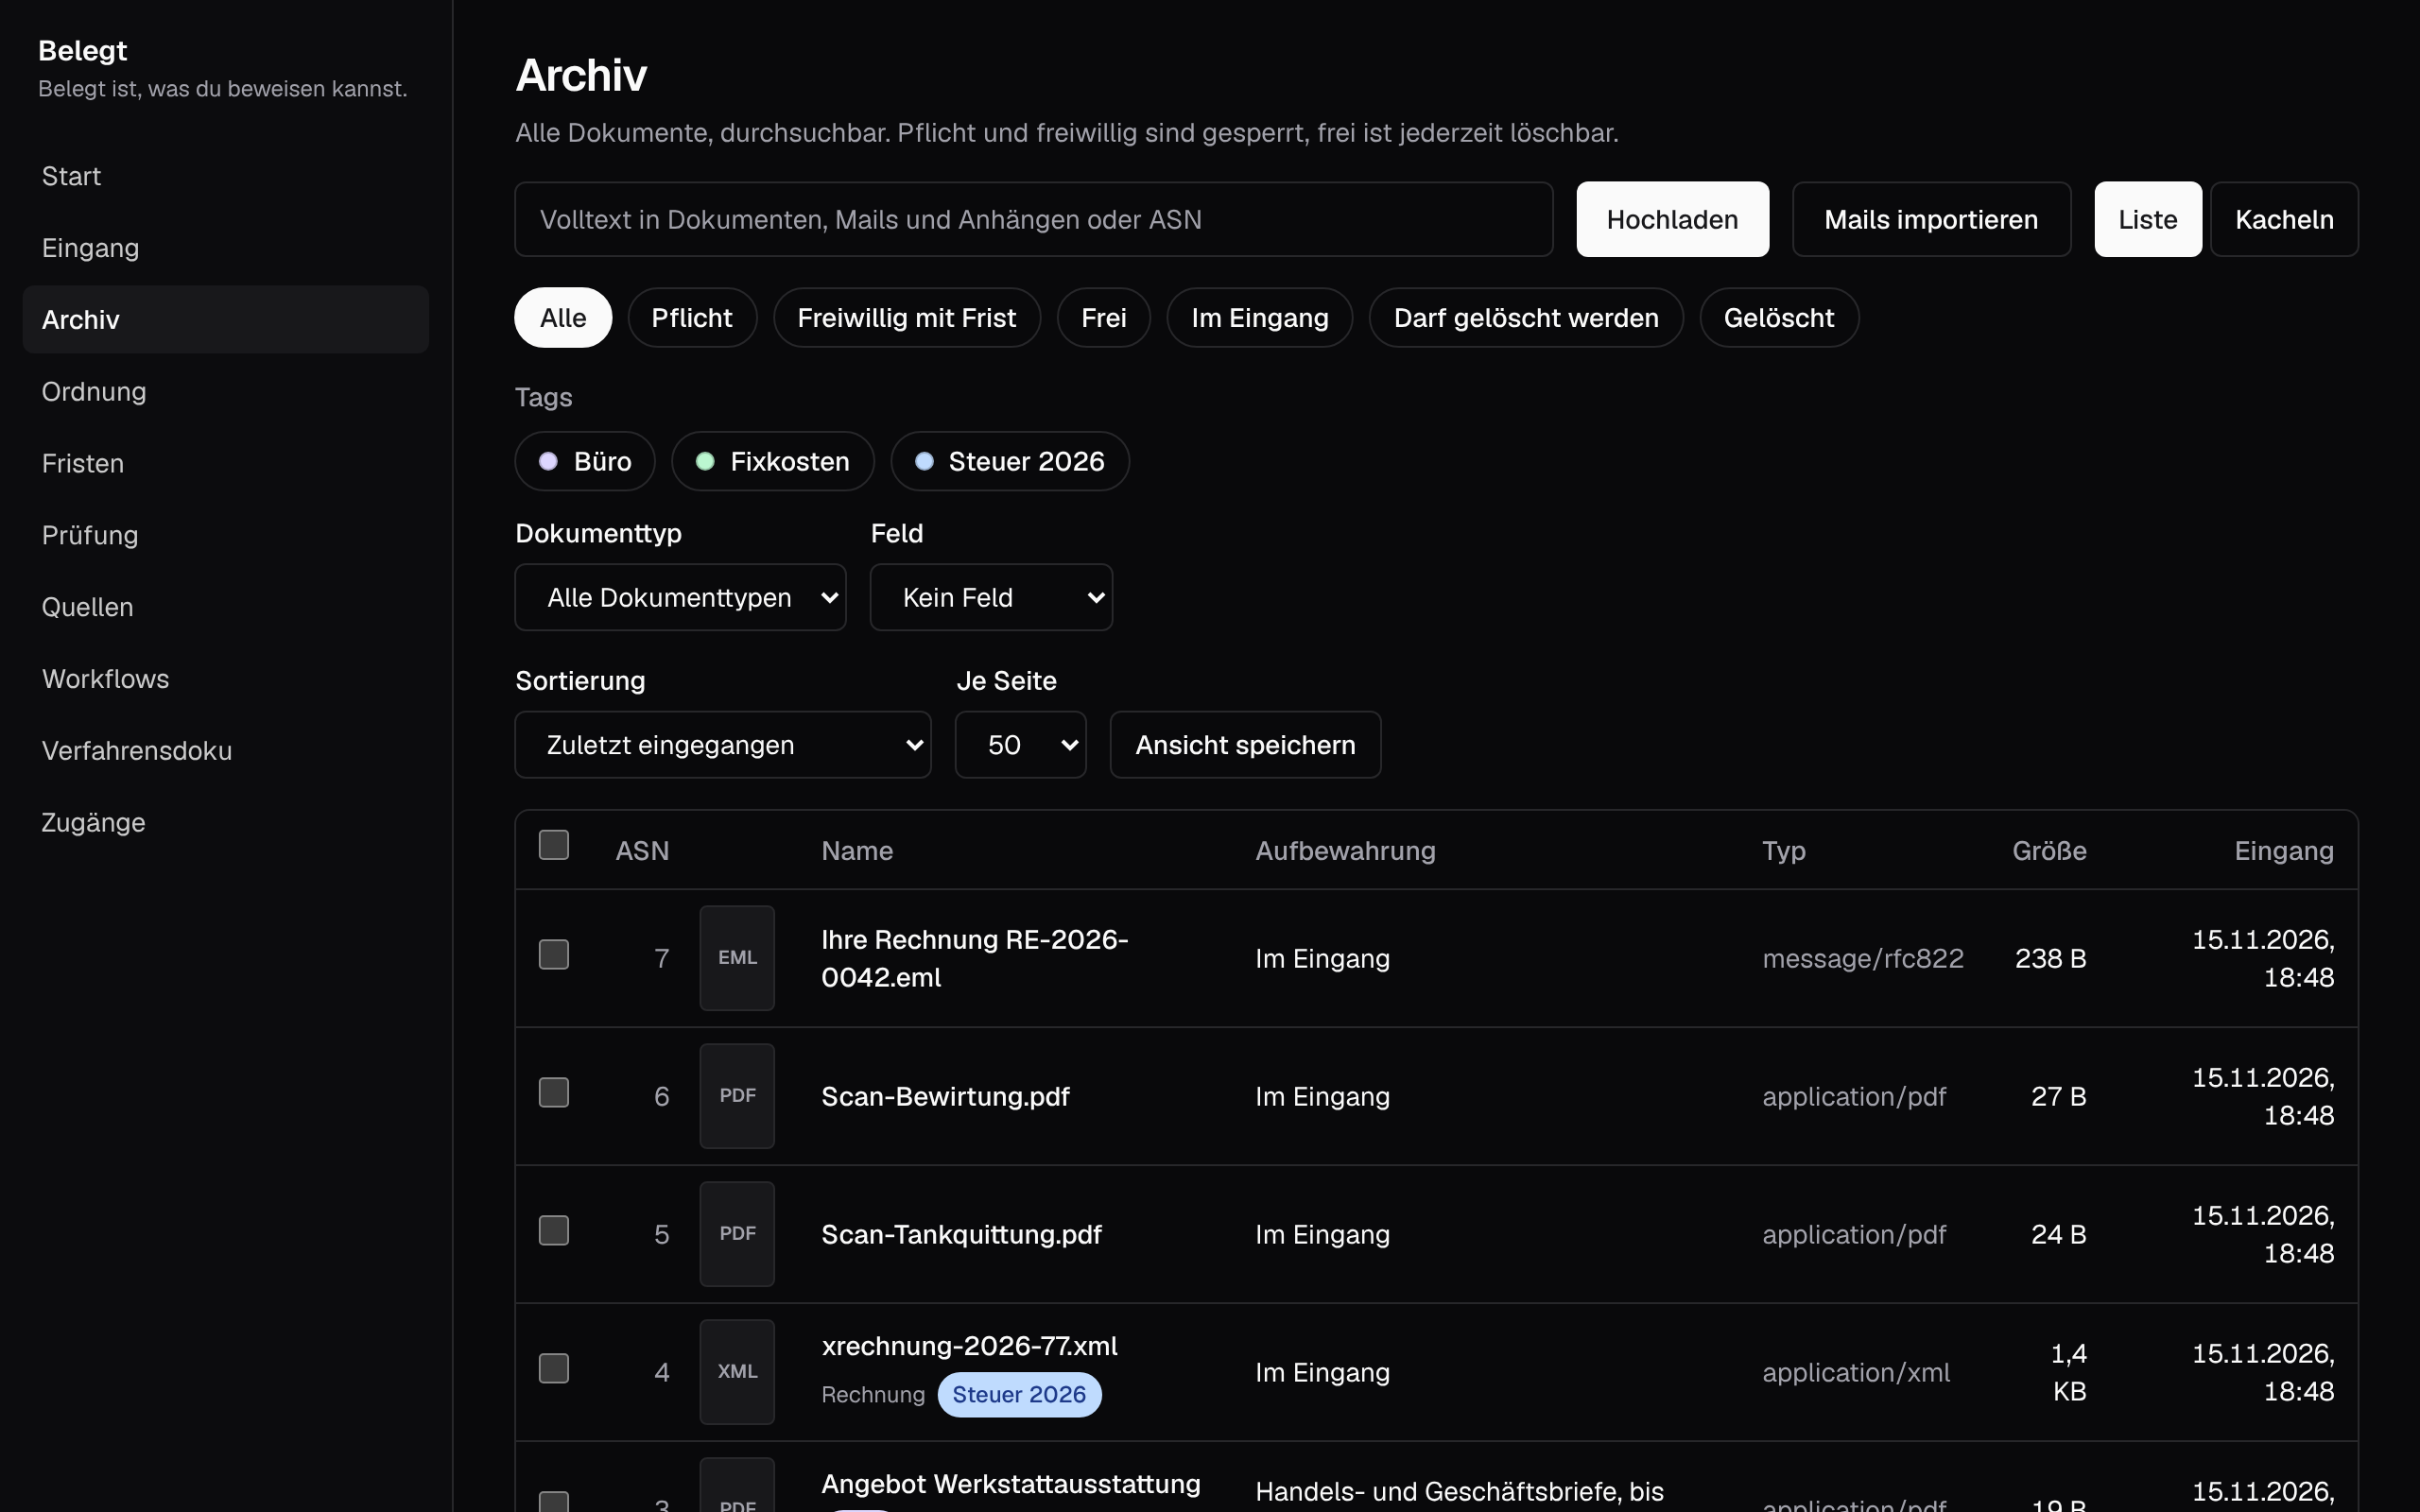 Belegt
Belegt ist, was du beweisen kannst.
Start
Eingang
Archiv
Ordnung
Fristen
Prüfung
Quellen
Workflows
Verfahrensdoku
Zugänge
Archiv
Alle Dokumente, durchsuchbar. Pflicht und freiwillig sind gesperrt, frei ist jederzeit löschbar.
Volltext in Dokumenten, Mails und Anhängen oder ASN
Hochladen
Mails importieren
Liste
Kacheln
Alle
Pflicht
Freiwillig mit Frist
Frei
Im Eingang
Darf gelöscht werden
Gelöscht
Tags
Büro
Fixkosten
Steuer 2026
Dokumenttyp
Feld
Alle Dokumenttypen
Kein Feld
Sortierung
Je Seite
Zuletzt eingegangen
50
Ansicht speichern
ASN Name Aufbewahrung Typ Größe Eingang
7 EML Ihre Rechnung RE-2026-
0042.eml Im Eingang message/rfc822 238 B 15.11.2026,
18:48
6 PDF Scan-Bewirtung.pdf Im Eingang application/pdf 27 B 15.11.2026,
18:48
5 PDF Scan-Tankquittung.pdf Im Eingang application/pdf 24 B 15.11.2026,
18:48
4 XML xrechnung-2026-77.xml
Rechnung Steuer 2026
Im Eingang application/xml 1,4
KB
15.11.2026,
18:48
3 PDF Angebot Werkstattausstattung
Handels- und Geschäftsbriefe, bis
application/pdf 19 B 15.11.2026,